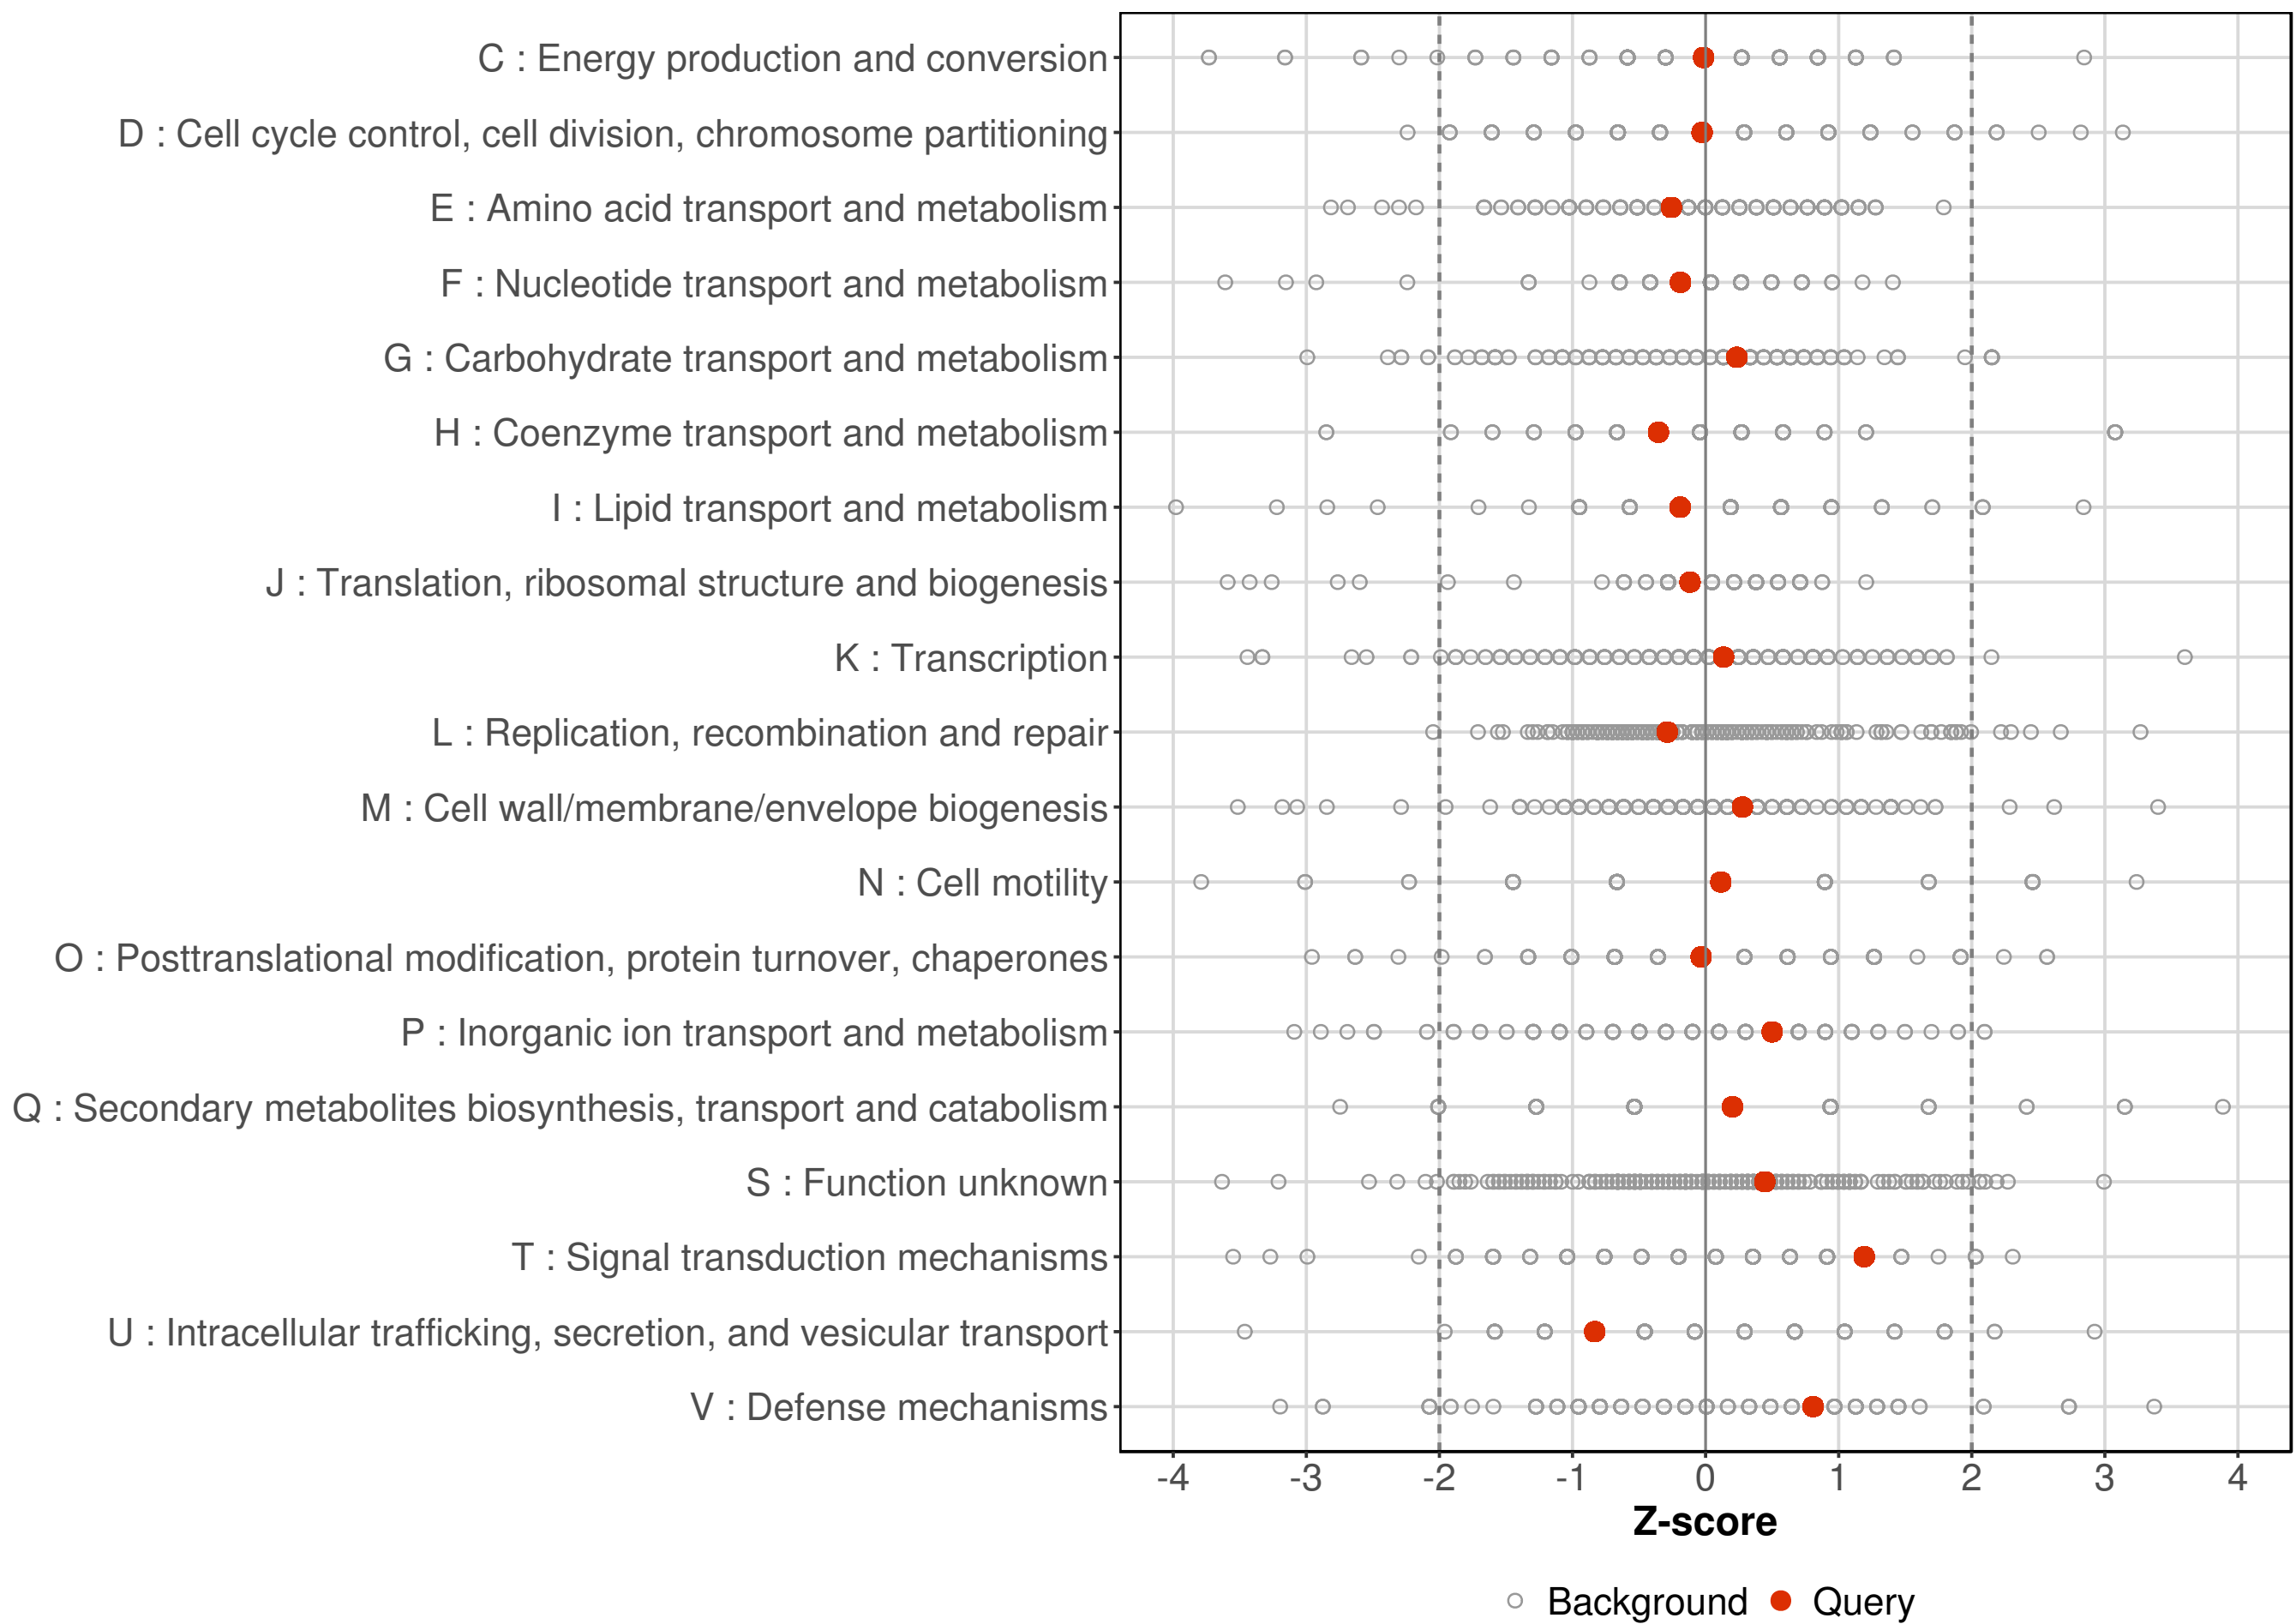 C : Energy production and conversion
D : Cell cycle control, cell division, chromosome partitioning
E : Amino acid transport and metabolism
F : Nucleotide transport and metabolism
G : Carbohydrate transport and metabolism
H : Coenzyme transport and metabolism
I : Lipid transport and metabolism
J : Translation, ribosomal structure and biogenesis
K : Transcription
L : Replication, recombination and repair
M : Cell wall/membrane/envelope biogenesis
N : Cell motility
O : Posttranslational modification, protein turnover, chaperones
P : Inorganic ion transport and metabolism
Q : Secondary metabolites biosynthesis, transport and catabolism
S : Function unknown
T : Signal transduction mechanisms
U : Intracellular trafficking, secretion, and vesicular transport
V : Defense mechanisms
-4 -3 -2 -1 0 1 2 3 4
Z-score
Background Query